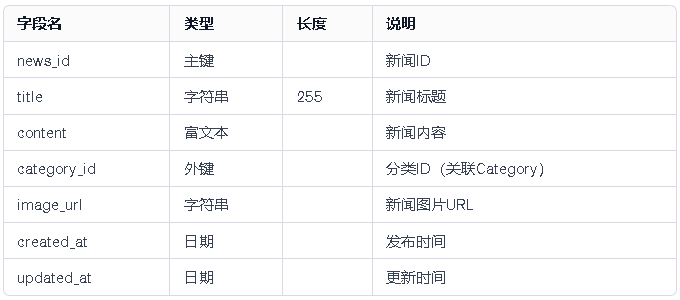 字段名 类型 长度 说明
news_id 主键 新闻ID
title 字符串 255 新闻标题
content 富文本 新闻内容
category_id 外键 分类ID（关联Category）
image_url 字符串 新闻图片URL
created_at 日期 发布时间
updated_at 日期 更新时间